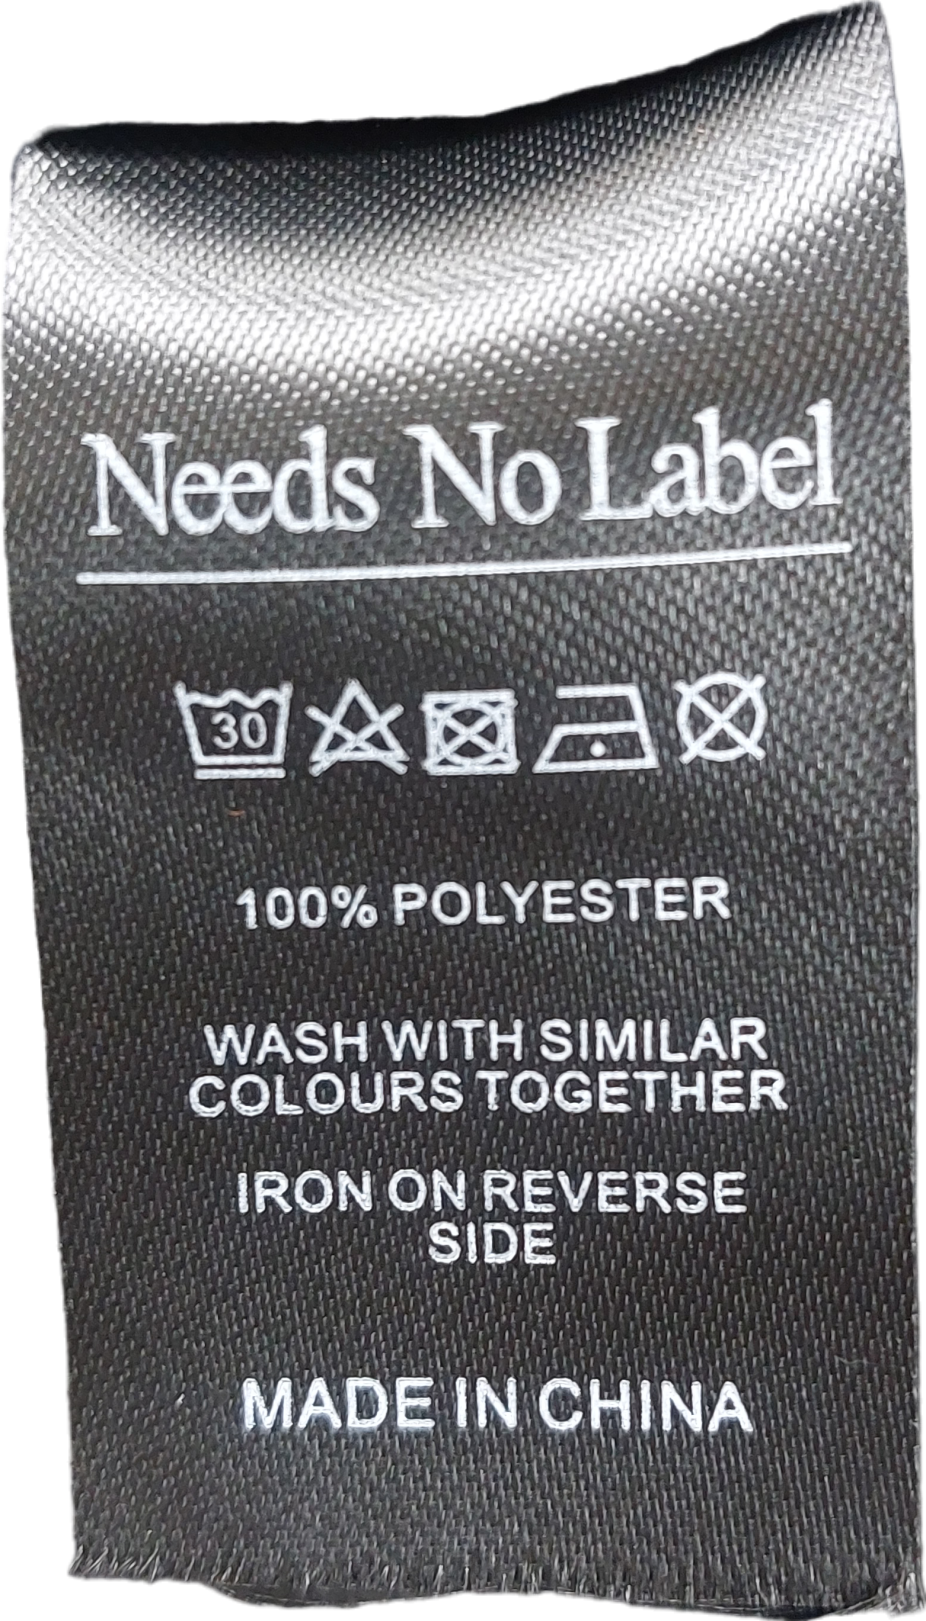 Needs No Label
30
100% POLYESTER
WASH WITH SIMILAR
COLOURS TOGETHER
IRON ON REVERSE
SIDE
MADE IN CHINA